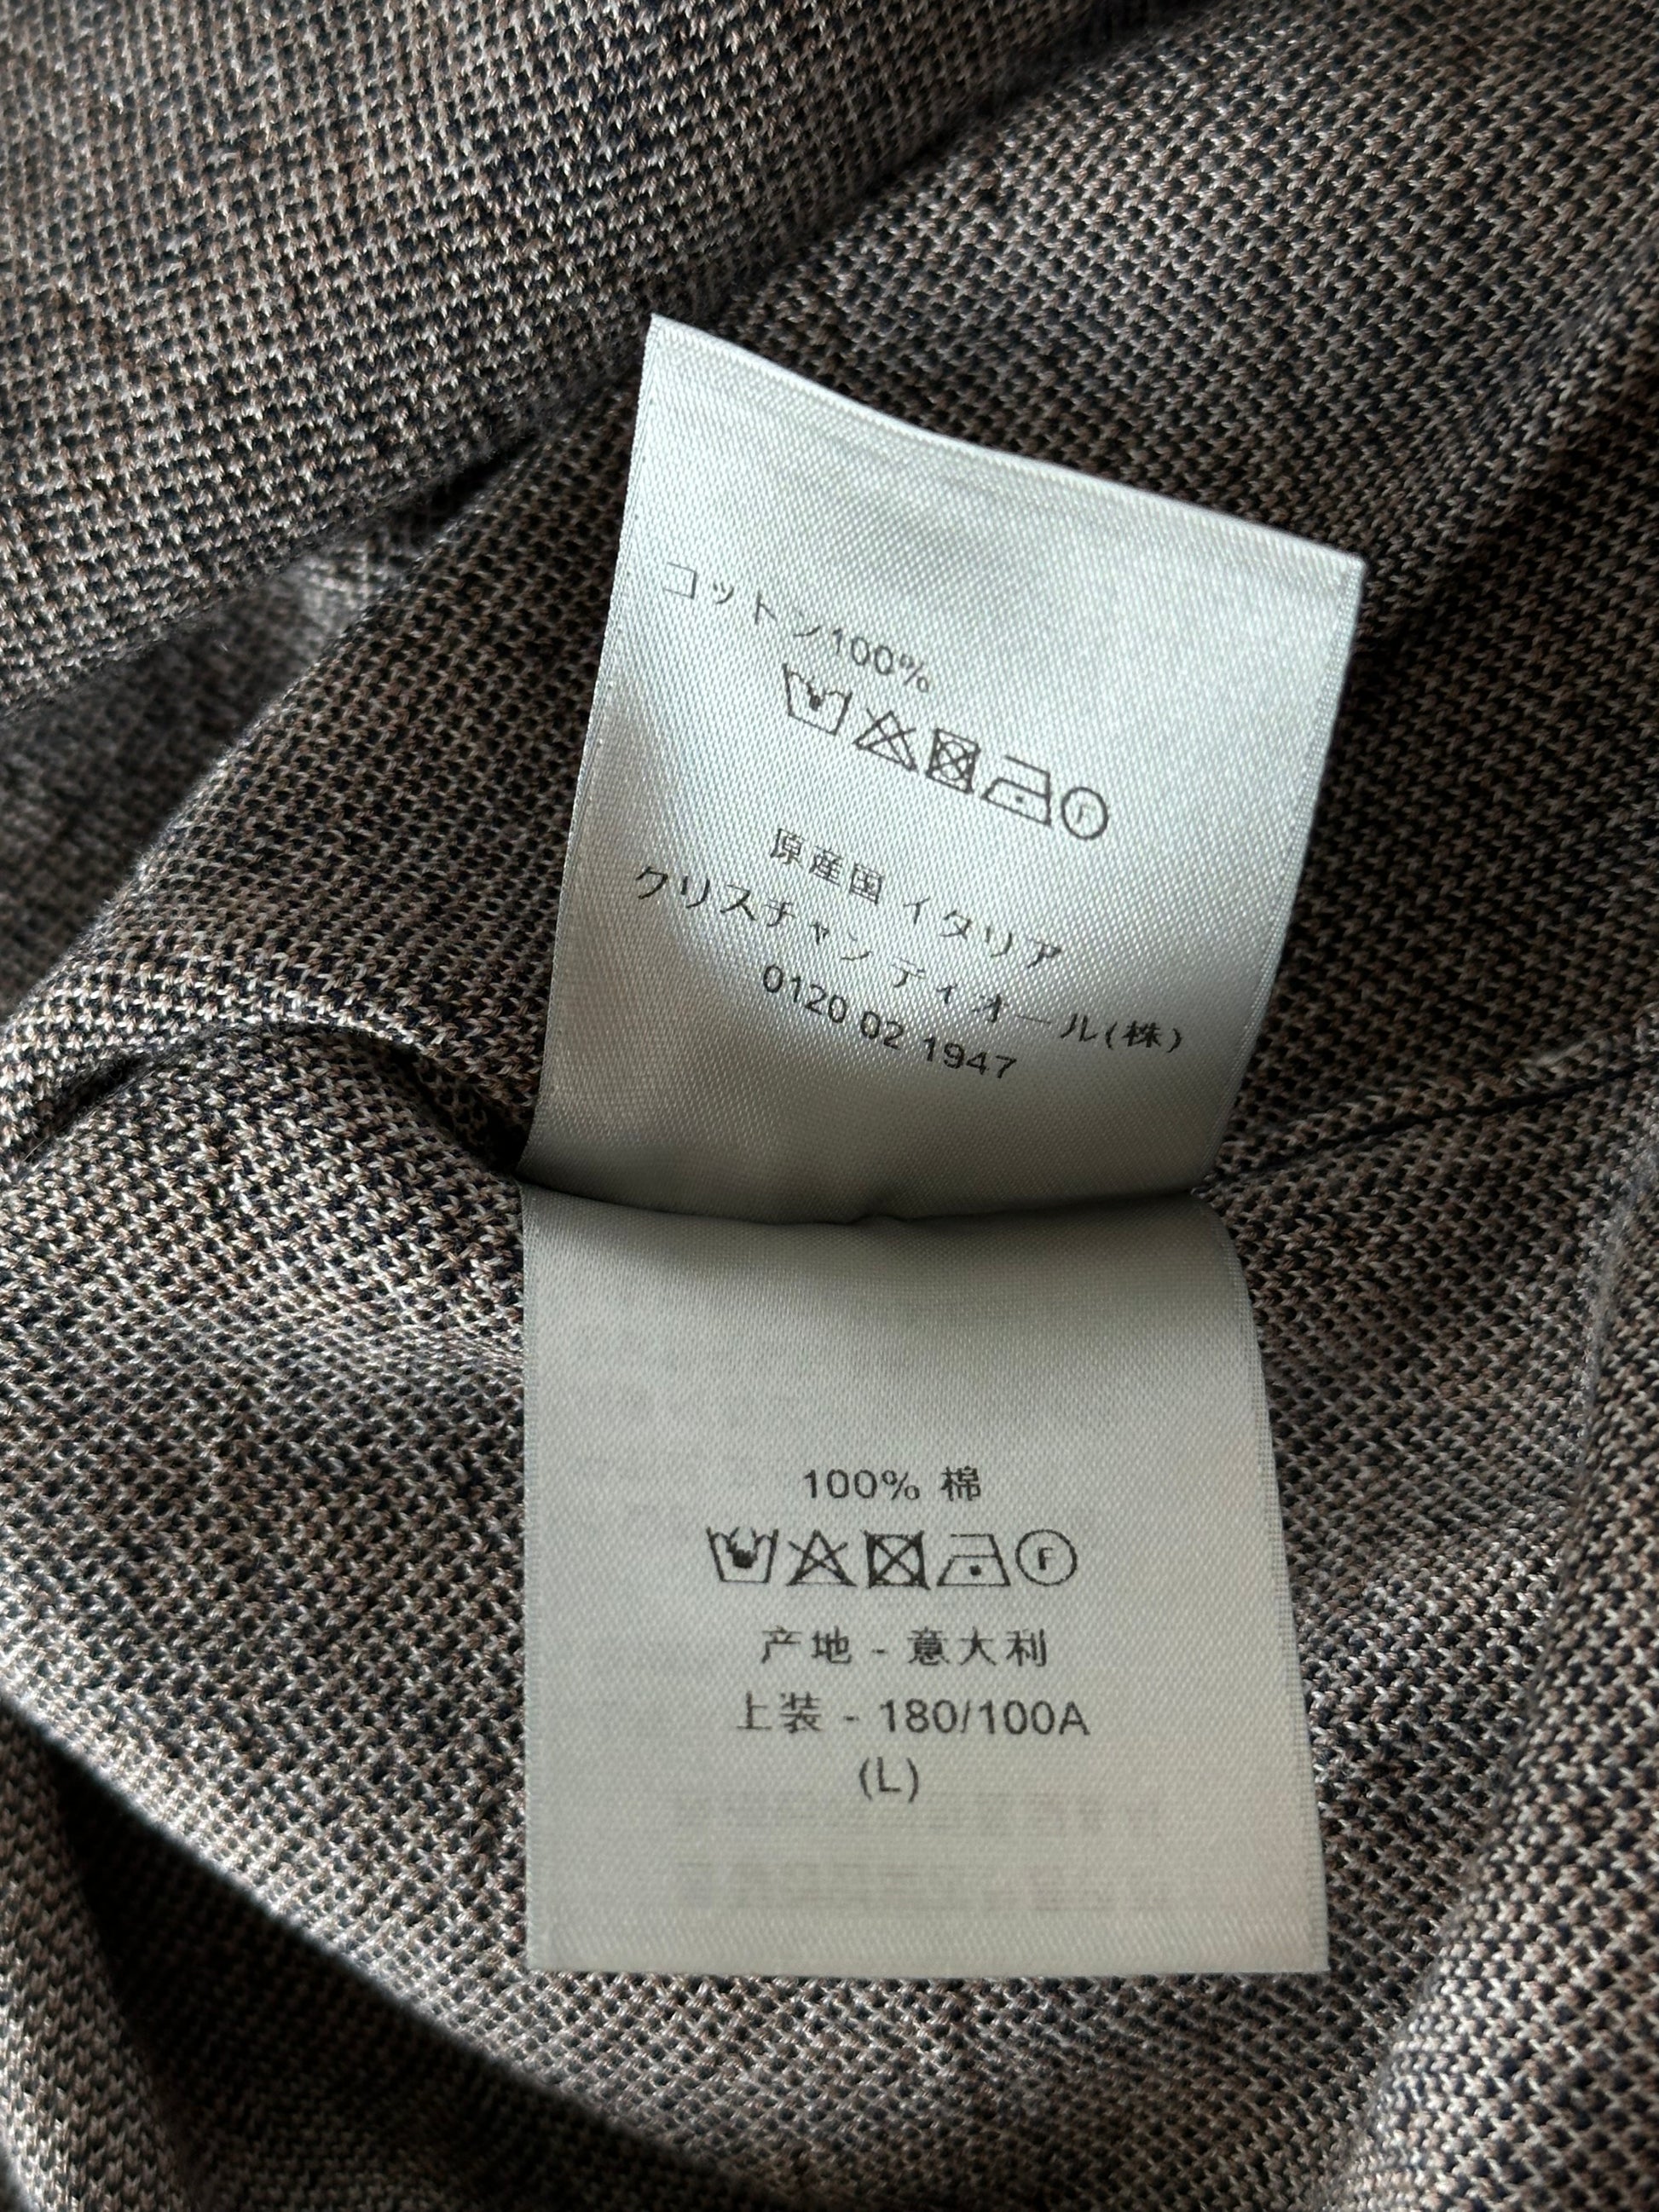 コットン100%
F
原産国 イタリア
クリスチャン ディオール(株)
0120 02 1947
100% 棉
F
产地 - 意大利
上装 - 180/100A
(L)